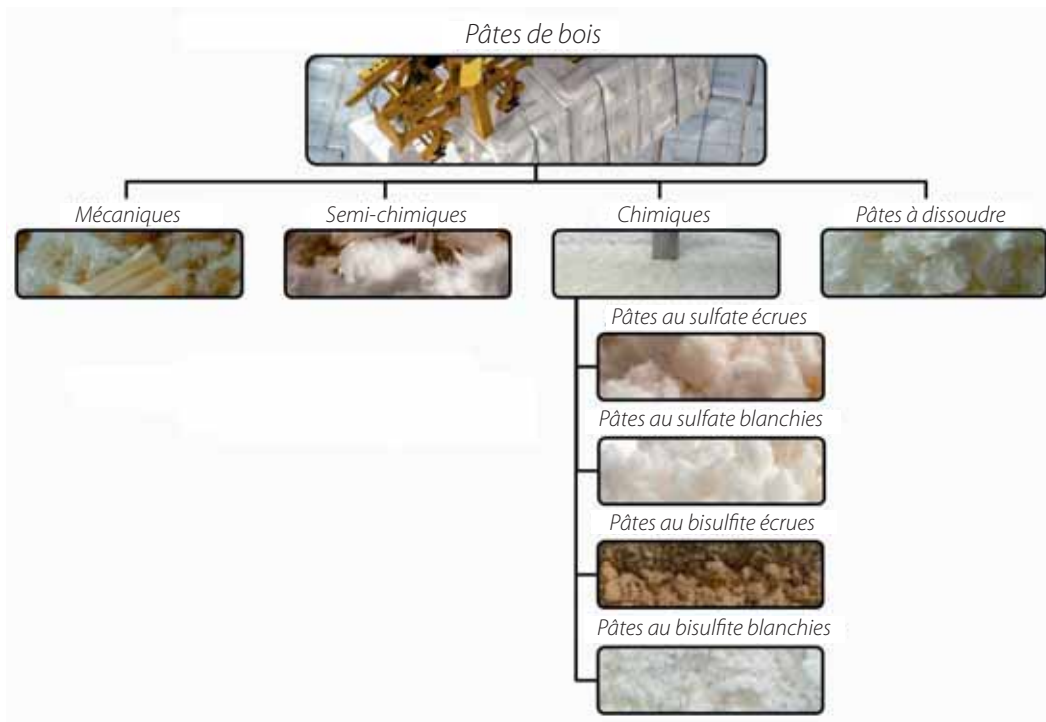 Pâtes de bois
Mécaniques
Semi-chimiques
Chimiques
Pâtes à dissoudre
Pâtes au sulfate écrues
Pâtes au sulfate blanchies
Pâtes au bisulfite écrues
Pâtes au bisulfite blanchies